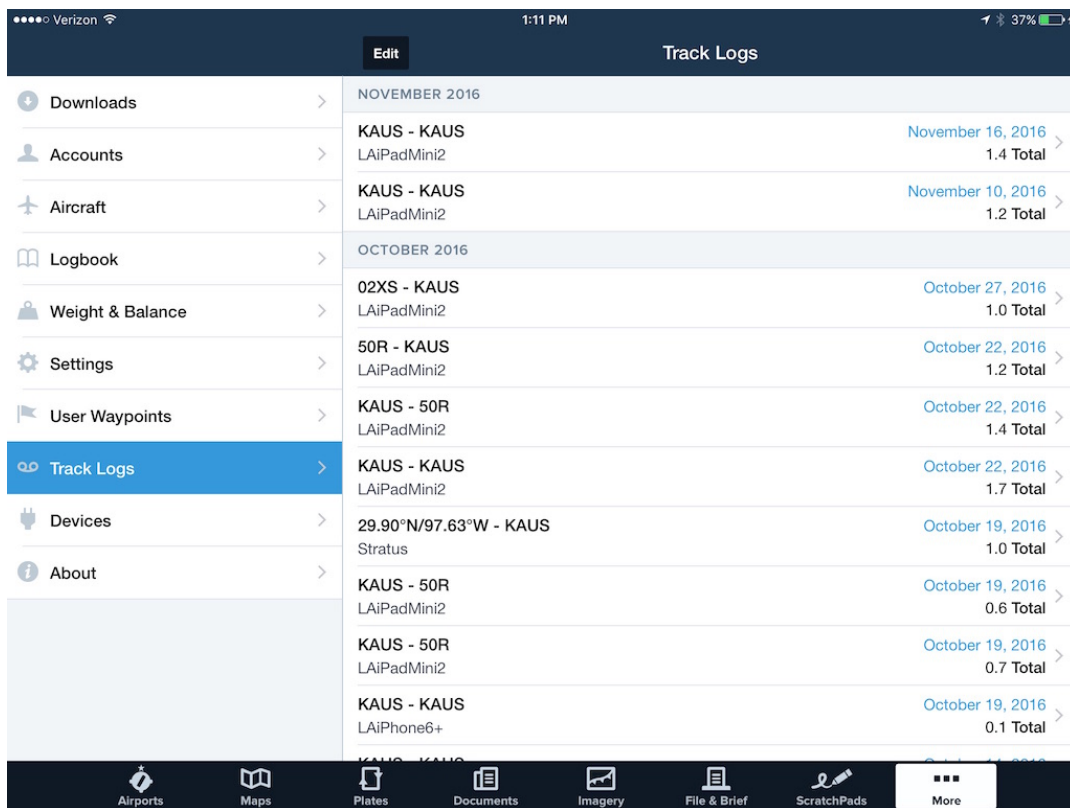 Verizon 1:11 PM 37%
Edit Track Logs
Downloads
Accounts
Aircraft
Logbook
Weight & Balance
Settings
User Waypoints
Track Logs
Devices
About
NOVEMBER 2016
KAUS - KAUS November 16, 2016
LAiPadMini2 1.4 Total
KAUS - KAUS November 10, 2016
LAiPadMini2 1.2 Total
OCTOBER 2016
02XS - KAUS October 27, 2016
LAiPadMini2 1.0 Total
50R - KAUS October 22, 2016
LAiPadMini2 1.2 Total
KAUS - 50R October 22, 2016
LAiPadMini2 1.4 Total
KAUS - KAUS October 22, 2016
LAiPadMini2 1.7 Total
29.90°N/97.63°W - KAUS October 19, 2016
Stratus 1.0 Total
KAUS - 50R October 19, 2016
LAiPadMini2 0.6 Total
KAUS - 50R October 19, 2016
LAiPadMini2 0.7 Total
KAUS - KAUS October 19, 2016
LAiPhone6+ 0.1 Total
Airports Maps Plates Documents Imagery File & Brief ScratchPads More